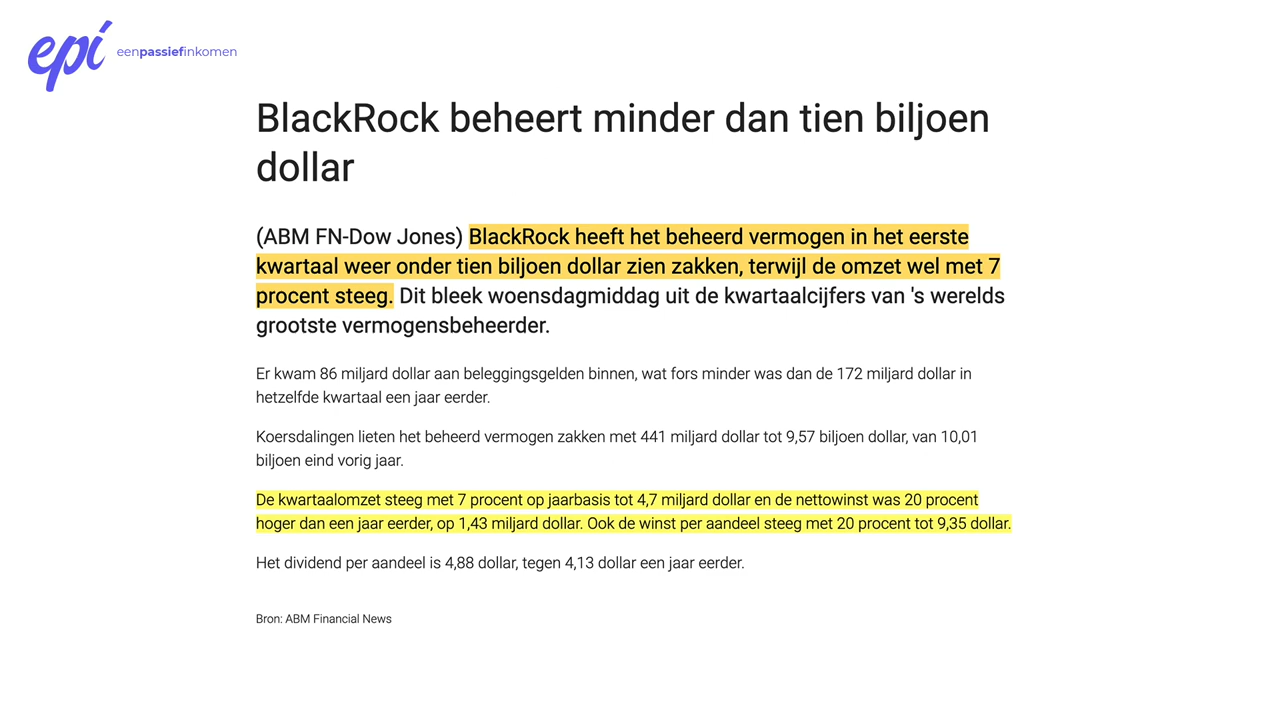 epi eenpassiefinkomen
BlackRock beheert minder dan tien biljoen
dollar
(ABM FN-Dow Jones) BlackRock heeft het beheerd vermogen in het eerste
kwartaal weer onder tien biljoen dollar zien zakken, terwijl de omzet wel met 7
procent steeg. Dit bleek woensdagmiddag uit de kwartaalcijfers van 's werelds
grootste vermogensbeheerder.
Er kwam 86 miljard dollar aan beleggingsgelden binnen, wat fors minder was dan de 172 miljard dollar in
hetzelfde kwartaal een jaar eerder.
Koersdalingen lieten het beheerd vermogen zakken met 441 miljard dollar tot 9,57 biljoen dollar, van 10,01
biljoen eind vorig jaar.
De kwartaalomzet steeg met 7 procent op jaarbasis tot 4,7 miljard dollar en de nettowinst was 20 procent
hoger dan een jaar eerder, op 1,43 miljard dollar. Ook de winst per aandeel steeg met 20 procent tot 9,35 dollar.
Het dividend per aandeel is 4,88 dollar, tegen 4,13 dollar een jaar eerder.
Bron: ABM Financial News